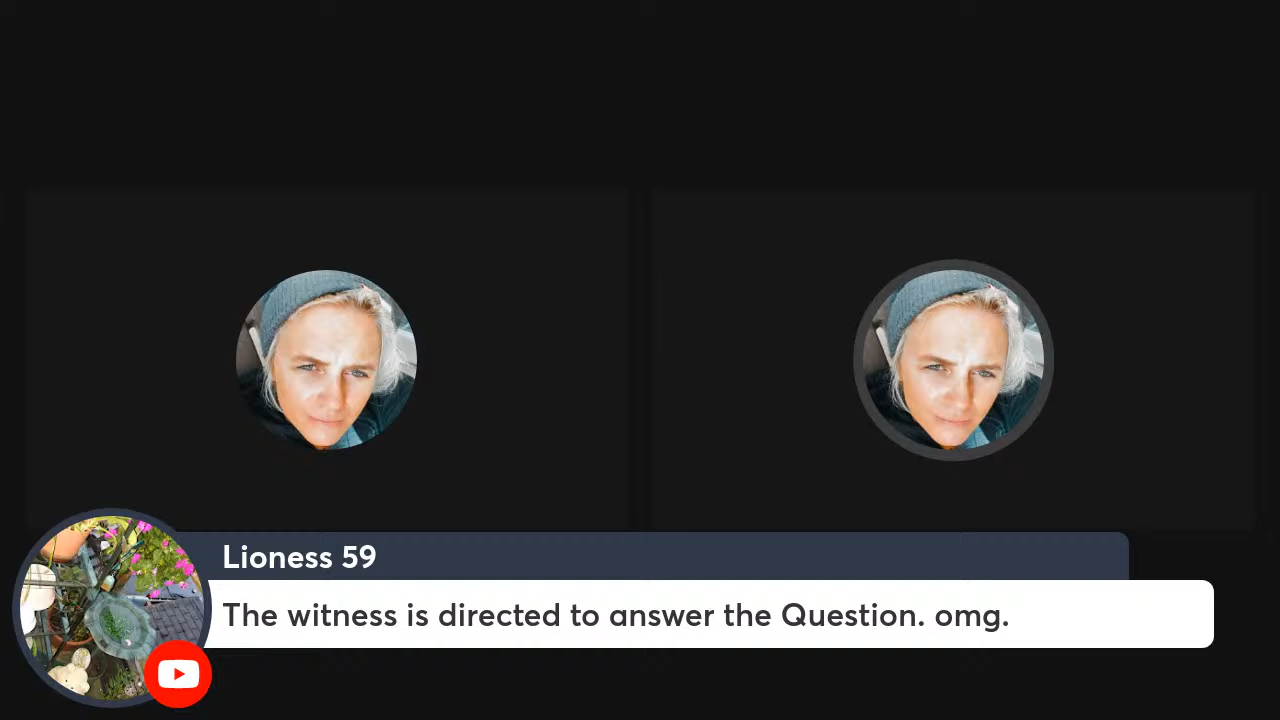 Lioness 59
The witness is directed to answer the Question. omg.